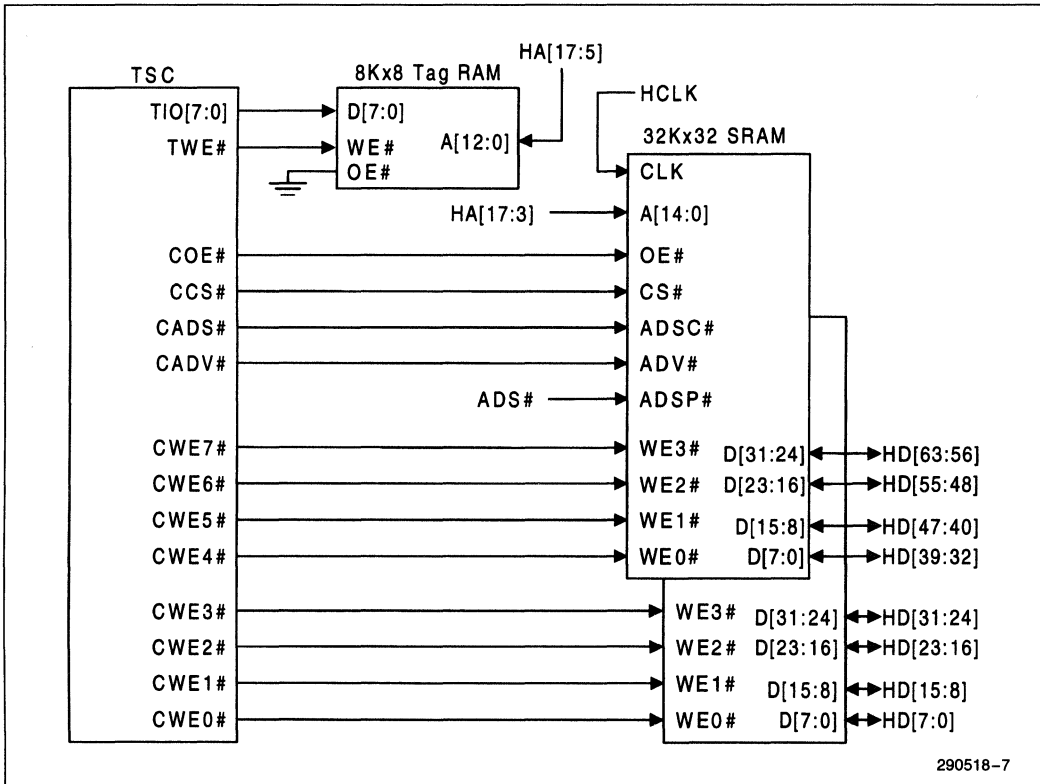 HA[17:5]
TSC
8Kx8 Tag RAM
TIO[7:0]
D[7:0]
HCLK
TWE#
WE#
A[12:0]
32Kx32 SRAM
OE#
CLK
HA[17:3]
A[14:0]
COE#
OE#
CCS#
CS#
CADS#
ADSC#
CADV#
ADV#
ADS#
ADSP#
CWE7#
WE3#
D[31:24]
HD[63:56]
CWE6#
WE2#
D[23:16]
HD[55:48]
CWE5#
WE1#
D[15:8]
HD[47:40]
CWE4#
WE0#
D[7:0]
HD[39:32]
CWE3#
WE3#
D[31:24]
HD[31:24]
CWE2#
WE2#
D[23:16]
HD[23:16]
CWE1#
WE1#
D[15:8]
HD[15:8]
CWE0#
WE0#
D[7:0]
HD[7:0]
290518-7